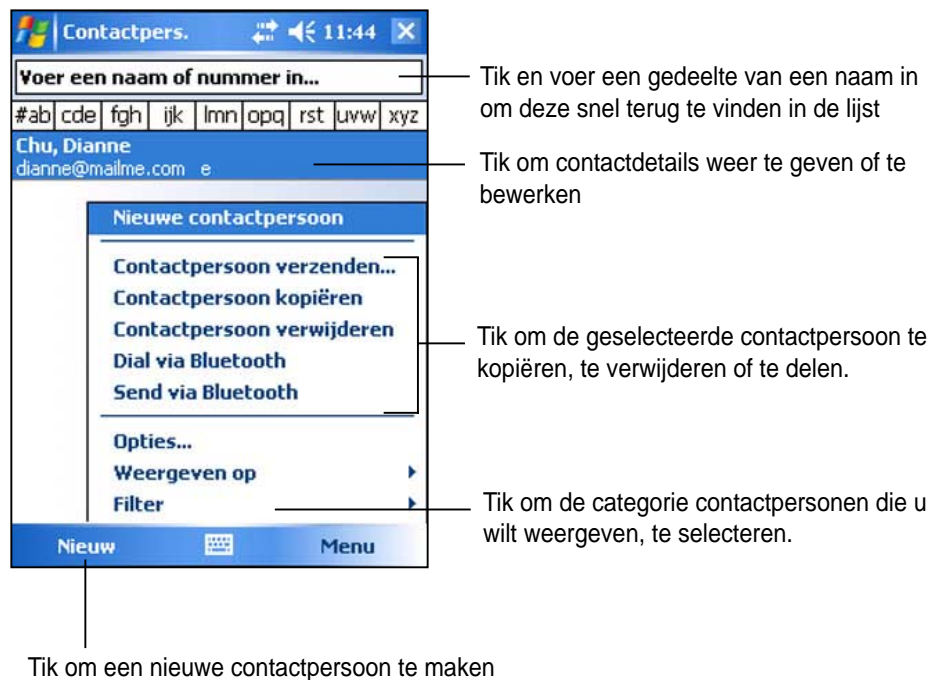 Contactpers. 11:44
Voer een naam of nummer in...
#ab cde fgh ijk lmn opq rst uvw xyz
Chu, Dianne
dianne@mailme.com e
Nieuwe contactpersoon
Contactpersoon verzenden...
Contactpersoon kopiëren
Contactpersoon verwijderen
Dial via Bluetooth
Send via Bluetooth
Opties...
Weergeven op
Filter
Nieuw Menu
Tik en voer een gedeelte van een naam in
om deze snel terug te vinden in de lijst
Tik om contactdetails weer te geven of te
bewerken
Tik om de geselecteerde contactpersoon te
kopiëren, te verwijderen of te delen.
Tik om de categorie contactpersonen die u
wilt weergeven, te selecteren.
Tik om een nieuwe contactpersoon te maken